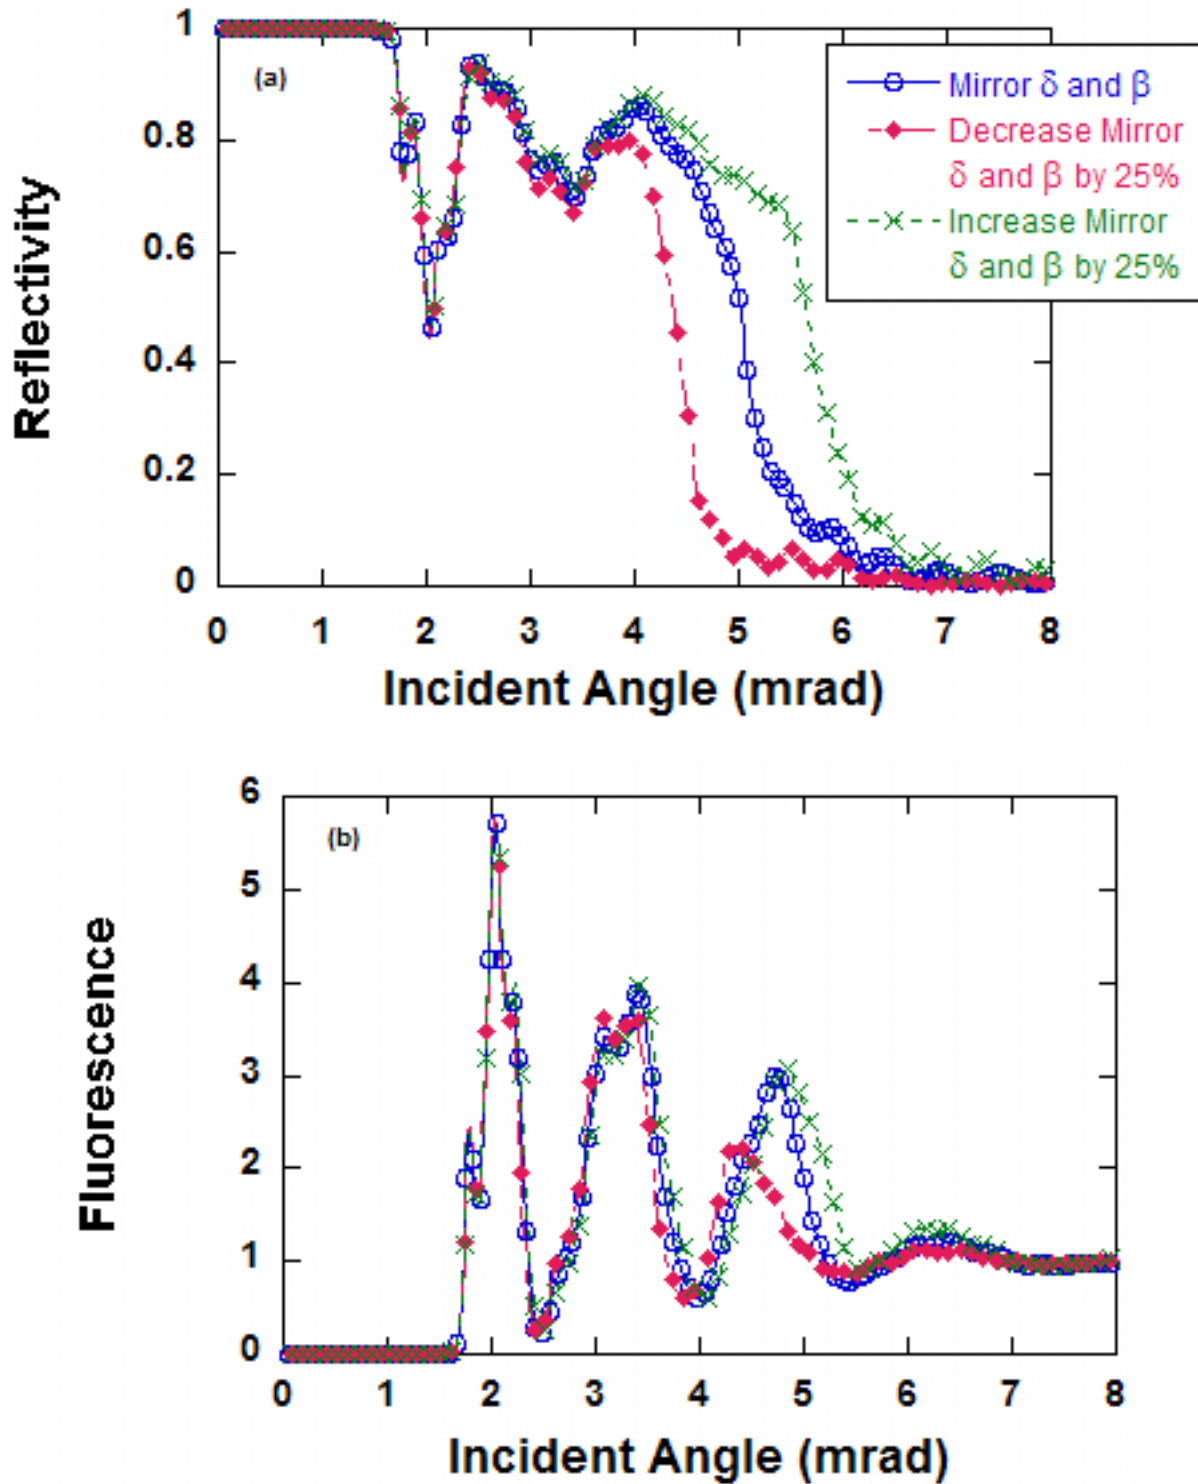 1
0.8
0.6
0.4
0.2
0
Reflectivity
(a)
Mirror δ and β
Decrease Mirror
δ and β by 25%
Increase Mirror
δ and β by 25%
0 1 2 3 4 5 6 7 8
Incident Angle (mrad)
6
5
4
3
2
1
0
Fluorescence
(b)
0 1 2 3 4 5 6 7 8
Incident Angle (mrad)